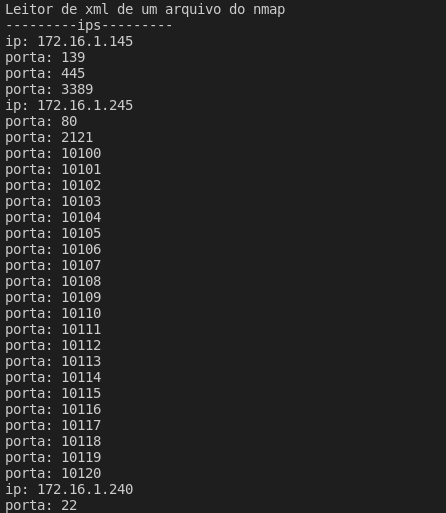 Leitor de xml de um arquivo do nmap
---------ips---------
ip: 172.16.1.145
porta: 139
porta: 445
porta: 3389
ip: 172.16.1.245
porta: 80
porta: 2121
porta: 10100
porta: 10101
porta: 10102
porta: 10103
porta: 10104
porta: 10105
porta: 10106
porta: 10107
porta: 10108
porta: 10109
porta: 10110
porta: 10111
porta: 10112
porta: 10113
porta: 10114
porta: 10115
porta: 10116
porta: 10117
porta: 10118
porta: 10119
porta: 10120
ip: 172.16.1.240
porta: 22